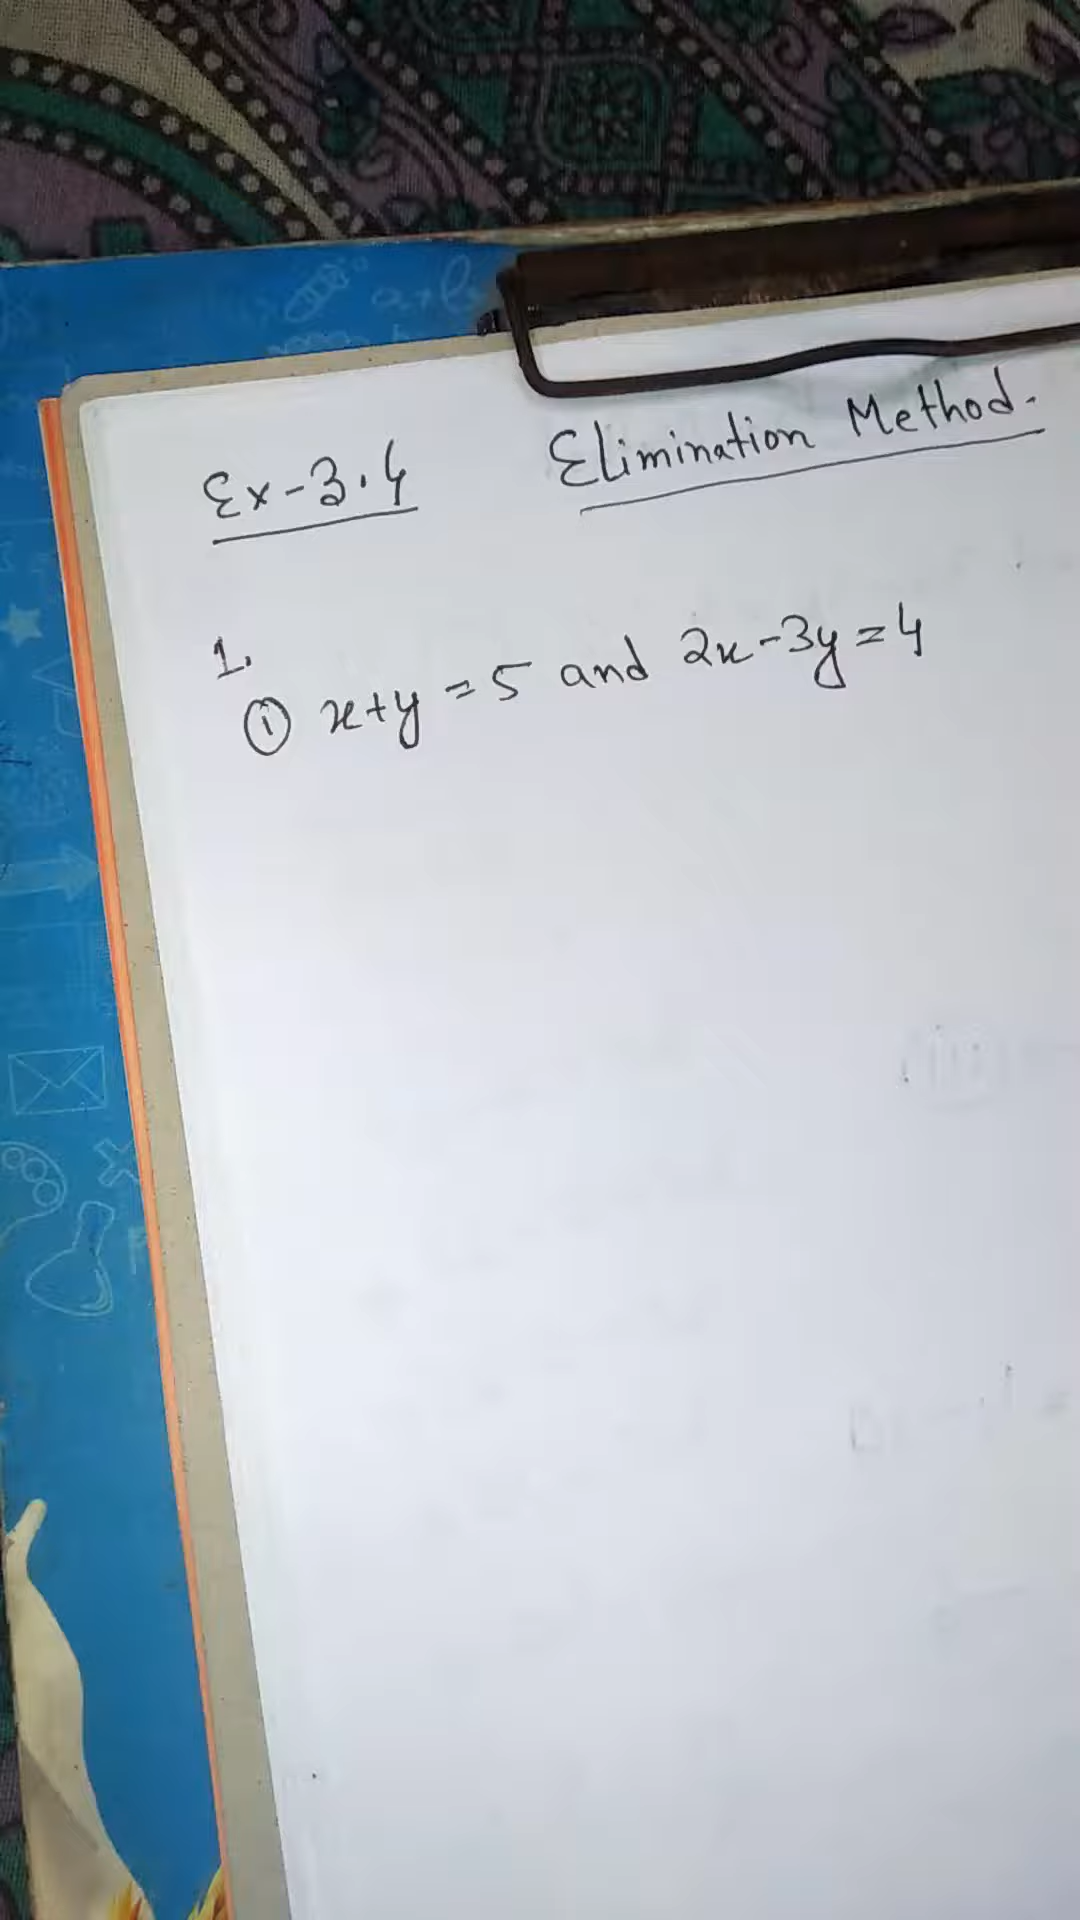 Ex-3.4 Elimination Method.
1.
(i) x+y = 5 and 2x-3y=4